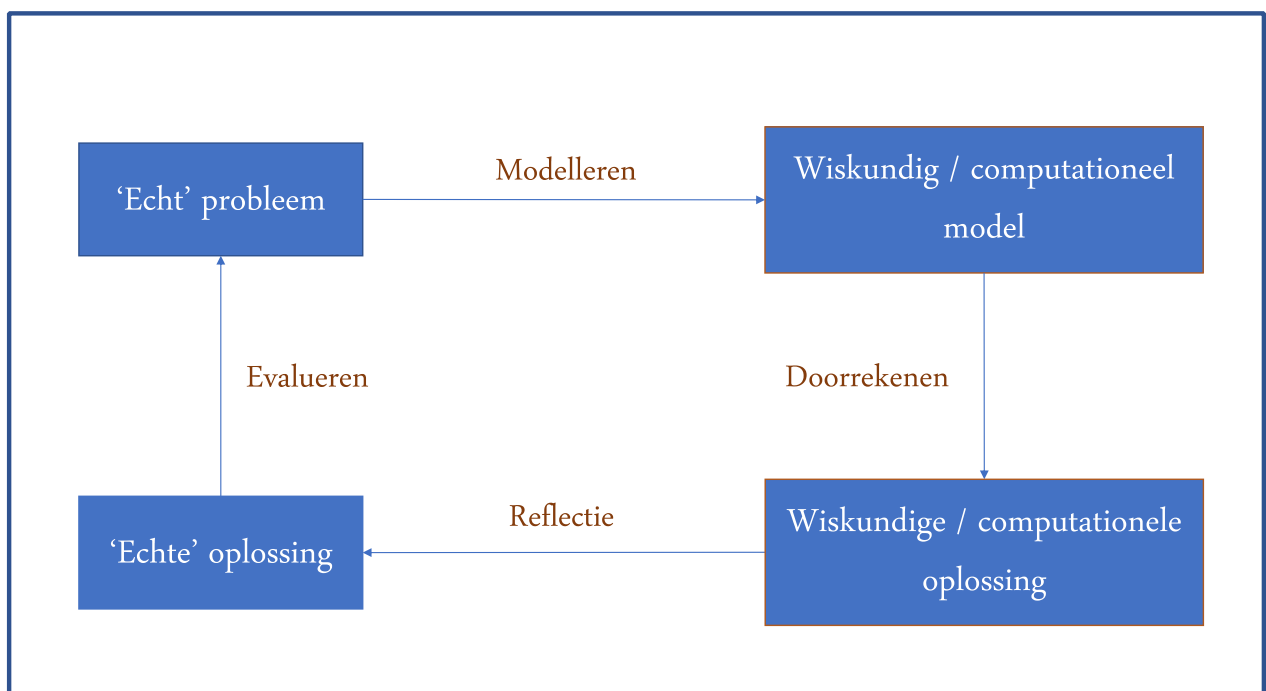 ‘Echt’ probleem
Modelleren
Wiskundig / computationeel
model
Evalueren
Doorrekenen
‘Echte’ oplossing
Reflectie
Wiskundige / computationele
oplossing